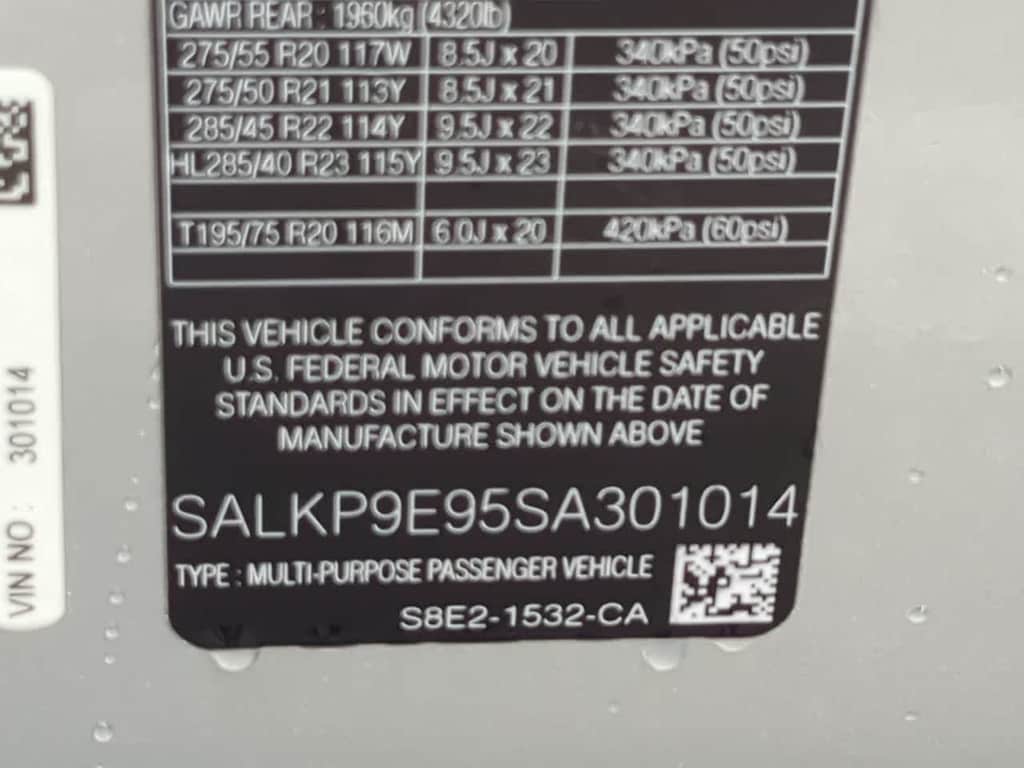 GAWR REAR : 1960kg (4320lb)
275/55 R20 117W 8.5J x 20 340kPa (50psi)
275/50 R21 113Y 8.5J x 21 340kPa (50psi)
285/45 R22 114Y 9.5J x 22 340kPa (50psi)
HL285/40 R23 115Y 9.5J x 23 340kPa (50psi)
T195/75 R20 116M 6.0J x 20 420kPa (60psi)
THIS VEHICLE CONFORMS TO ALL APPLICABLE
U.S. FEDERAL MOTOR VEHICLE SAFETY
STANDARDS IN EFFECT ON THE DATE OF
MANUFACTURE SHOWN ABOVE
SALKP9E95SA301014
TYPE : MULTI-PURPOSE PASSENGER VEHICLE
S8E2-1532-CA
VIN NO : 301014